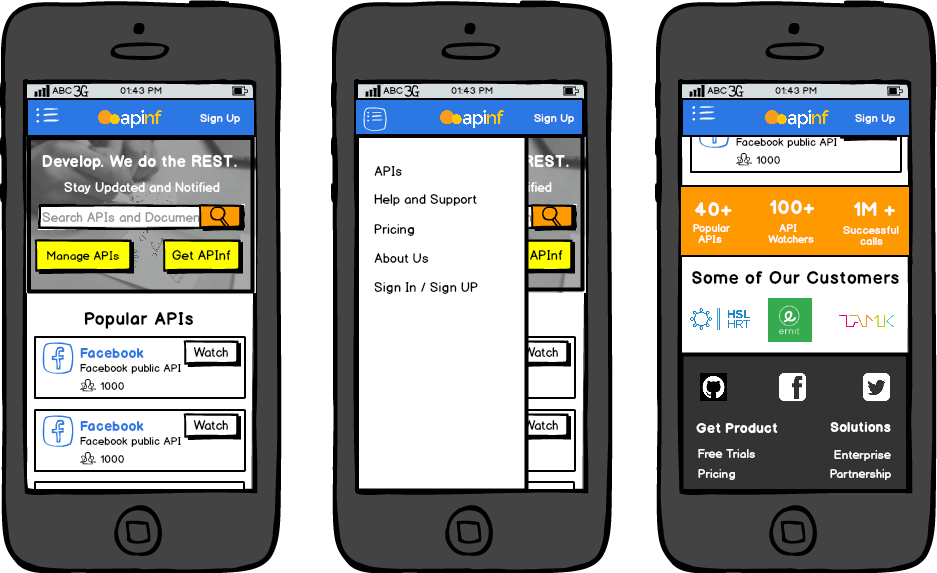 ABC 3G 01:43 PM
apinf Sign Up
Develop. We do the REST.
Stay Updated and Notified
Search APIs and Documen
Manage APIs Get APInf
Popular APIs
Facebook Watch
Facebook public API
1000
Facebook Watch
Facebook public API
1000
ABC 3G 01:43 PM
apinf Sign Up
REST.
ified
APInf
APIs
Help and Support
Pricing
About Us
Sign In / Sign UP
Watch
Watch
ABC 3G 01:43 PM
apinf Sign Up
Facebook public API
1000
40+ 100+ 1M +
Popular API Successful
APIs Watchers calls
Some of Our Customers
HSL
HRT
ernit
TAMK
Get Product Solutions
Free Trials Enterprise
Pricing Partnership